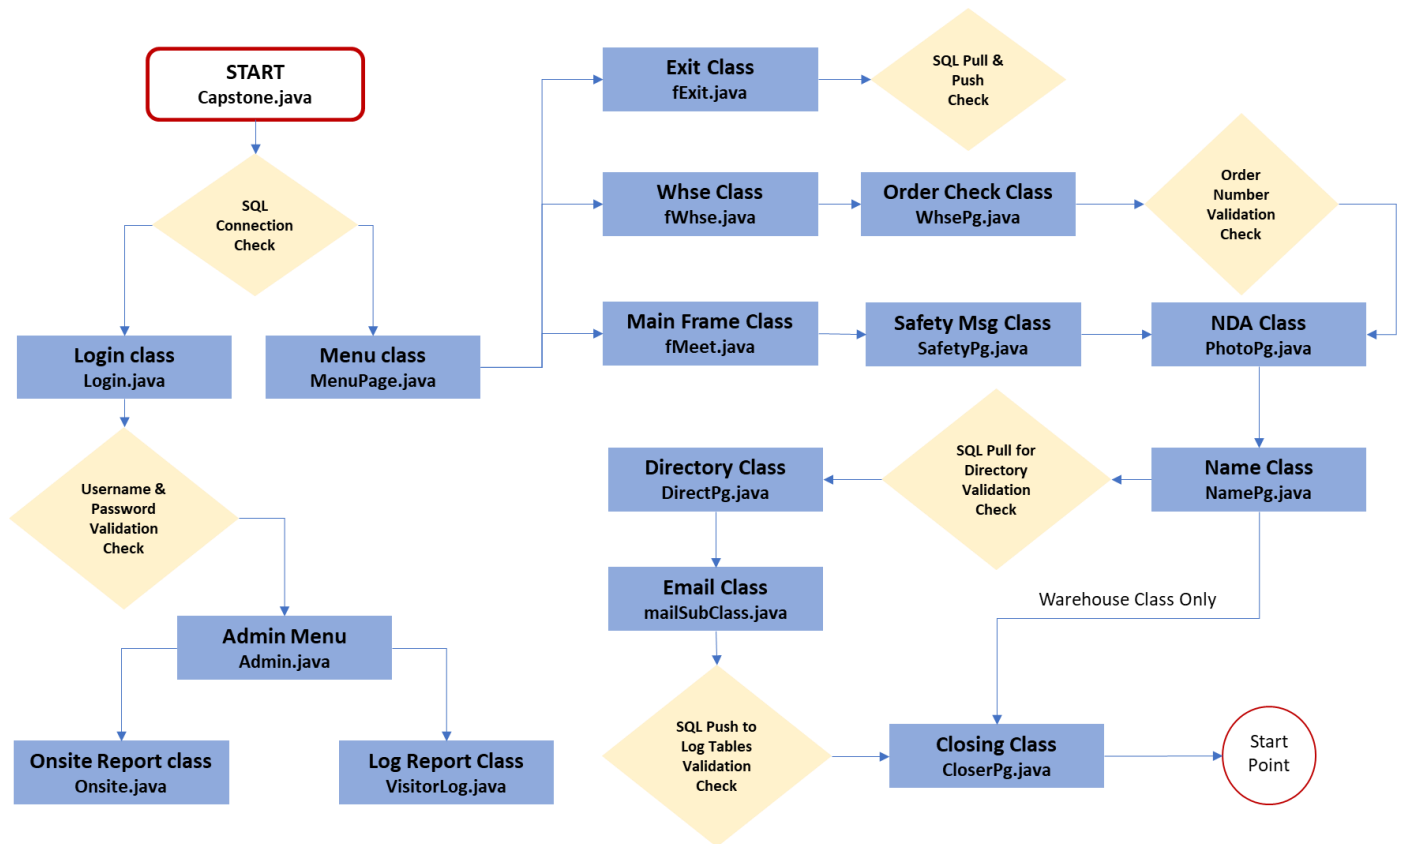 START
Capstone.java
SQL
Connection
Check
Login class
Login.java
Menu class
MenuPage.java
Username &
Password
Validation
Check
Admin Menu
Admin.java
Onsite Report class
Onsite.java
Log Report Class
VisitorLog.java
Exit Class
fExit.java
SQL Pull &
Push
Check
Whse Class
fWhse.java
Order Check Class
WhsePg.java
Order
Number
Validation
Check
Main Frame Class
fMeet.java
Safety Msg Class
SafetyPg.java
NDA Class
PhotoPg.java
Name Class
NamePg.java
SQL Pull for
Directory
Validation
Check
Directory Class
DirectPg.java
Email Class
mailSubClass.java
Warehouse Class Only
SQL Push to
Log Tables
Validation
Check
Closing Class
CloserPg.java
Start
Point